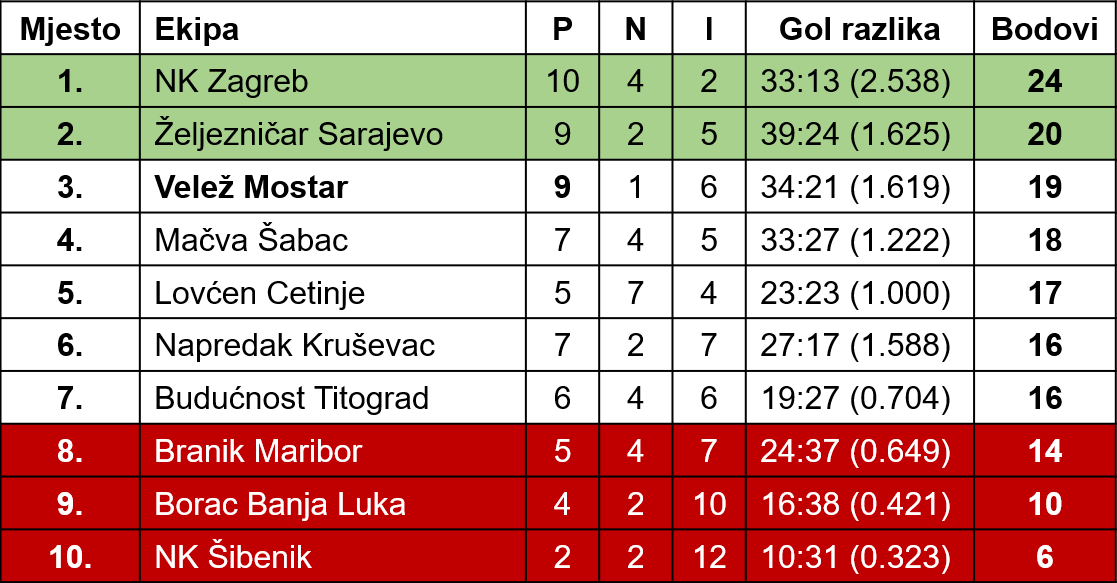 Mjesto Ekipa P N I Gol razlika Bodovi
1. NK Zagreb 10 4 2 33:13 (2.538) 24
2. Željezničar Sarajevo 9 2 5 39:24 (1.625) 20
3. Velež Mostar 9 1 6 34:21 (1.619) 19
4. Mačva Šabac 7 4 5 33:27 (1.222) 18
5. Lovćen Cetinje 5 7 4 23:23 (1.000) 17
6. Napredak Kruševac 7 2 7 27:17 (1.588) 16
7. Budućnost Titograd 6 4 6 19:27 (0.704) 16
8. Branik Maribor 5 4 7 24:37 (0.649) 14
9. Borac Banja Luka 4 2 10 16:38 (0.421) 10
10. NK Šibenik 2 2 12 10:31 (0.323) 6